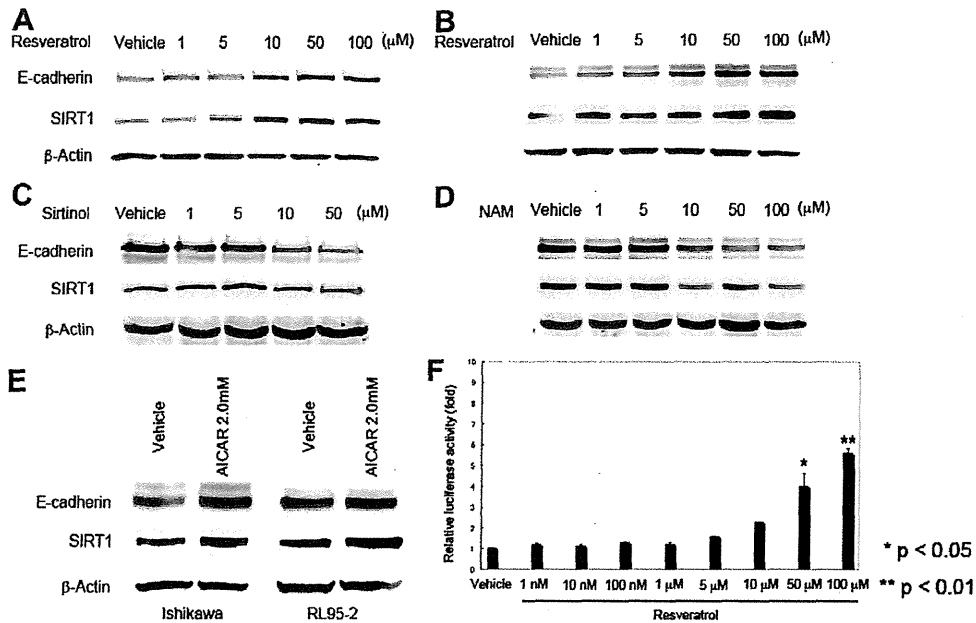 A
Resveratrol Vehicle 1 5 10 50 100 (μM)
E-cadherin
SIRT1
β-Actin
B
Resveratrol Vehicle 1 5 10 50 100 (μM)
C
Sirtinol Vehicle 1 5 10 50 (μM)
E-cadherin
SIRT1
β-Actin
D
NAM Vehicle 1 5 10 50 100 (μM)
E
Vehicle
AICAR 2.0mM
Vehicle
AICAR 2.0mM
E-cadherin
SIRT1
β-Actin
Ishikawa RL95-2
F
Relative luciferase activity (fold)
10
9
8
7
6
5
4
3
2
1
0
*
**
Vehicle 1 nM 10 nM 100 nM 1 μM 5 μM 10 μM 50 μM 100 μM
Resveratrol
* p < 0.05
** p < 0.01